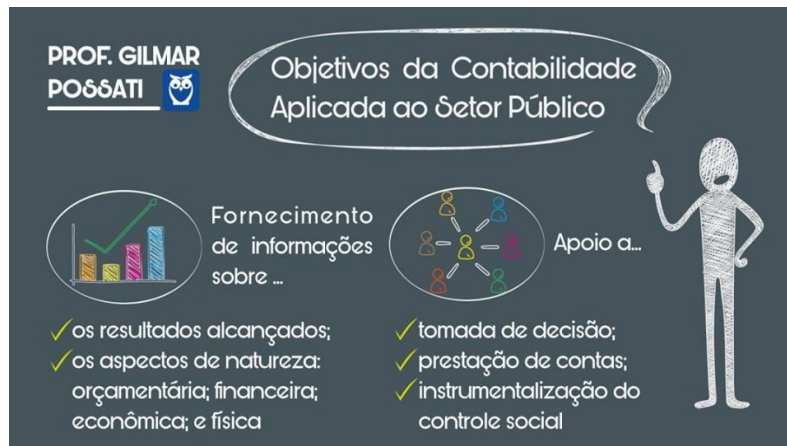 PROF. GILMAR
POSSATI
Objetivos da Contabilidade
Aplicada ao Setor Público
Fornecimento
de informações
sobre ...
✓ os resultados alcançados;
✓ os aspectos de natureza:
orçamentária; financeira;
econômica; e física
Apoio a...
✓ tomada de decisão;
✓ prestação de contas;
✓ instrumentalização do
controle social